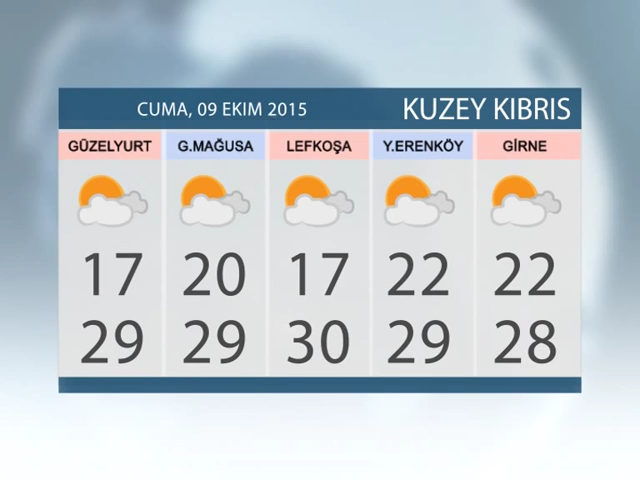 CUMA, 09 EKIM 2015 KUZEY KIBRIS
GÜZELYURT G.MAĞUSA LEFKOŞA Y.ERENKÖY GİRNE
17 20 17 22 22
29 29 30 29 28